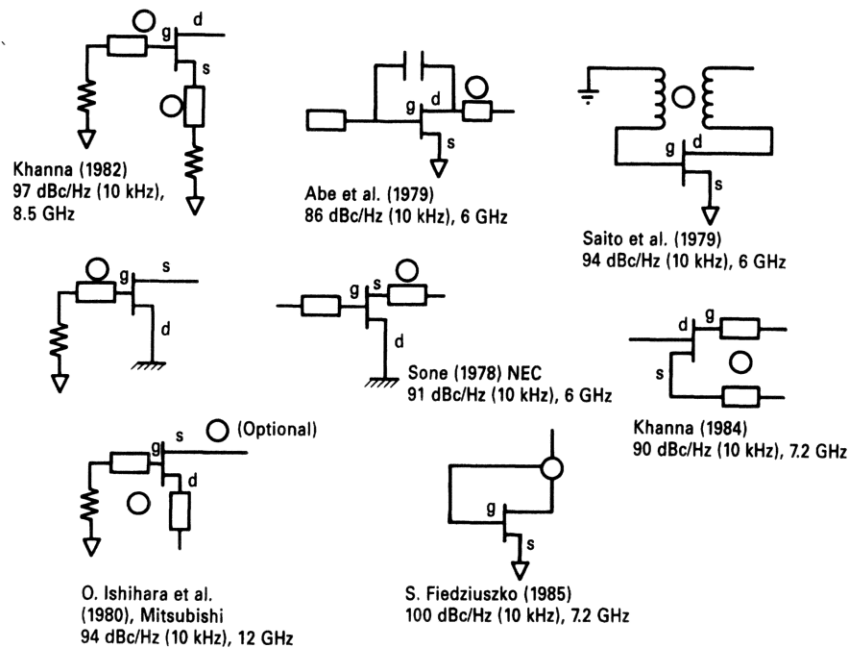 d
g
s
Khanna (1982)
97 dBc/Hz (10 kHz),
8.5 GHz
d
g
s
Abe et al. (1979)
86 dBc/Hz (10 kHz), 6 GHz
g d
s
Saito et al. (1979)
94 dBc/Hz (10 kHz), 6 GHz
g s
d
g s
d
Sone (1978) NEC
91 dBc/Hz (10 kHz), 6 GHz
d g
s
Khanna (1984)
90 dBc/Hz (10 kHz), 7.2 GHz
s (Optional)
g
d
O. Ishihara et al.
(1980), Mitsubishi
94 dBc/Hz (10 kHz), 12 GHz
g
s
S. Fiedziuszko (1985)
100 dBc/Hz (10 kHz), 7.2 GHz